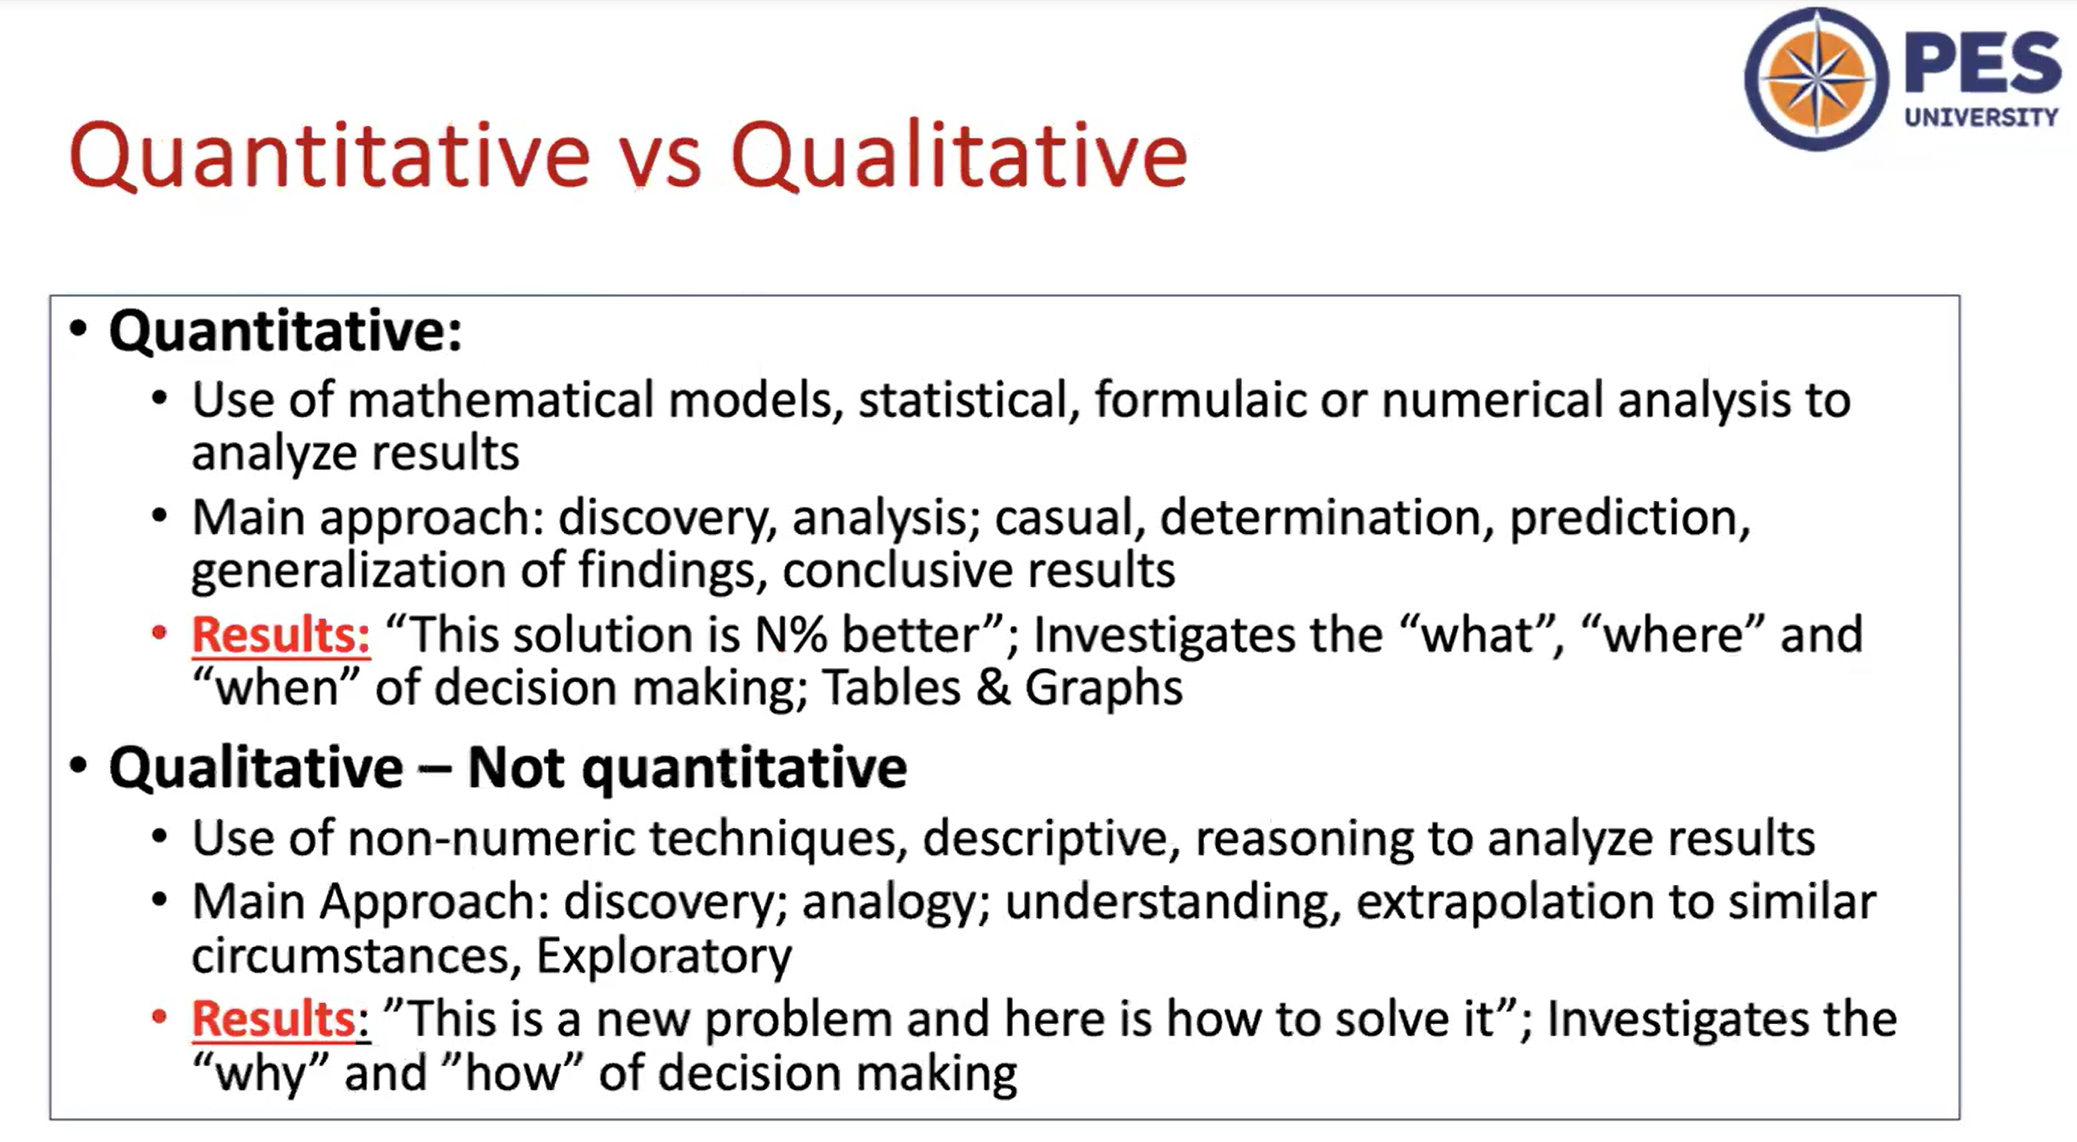 PES
UNIVERSITY
Quantitative vs Qualitative
• Quantitative:
• Use of mathematical models, statistical, formulaic or numerical analysis to
analyze results
• Main approach: discovery, analysis; casual, determination, prediction,
generalization of findings, conclusive results
• Results: “This solution is N% better”; Investigates the “what”, “where” and
“when” of decision making; Tables & Graphs
• Qualitative – Not quantitative
• Use of non-numeric techniques, descriptive, reasoning to analyze results
• Main Approach: discovery; analogy; understanding, extrapolation to similar
circumstances, Exploratory
• Results: ”This is a new problem and here is how to solve it”; Investigates the
“why” and ”how” of decision making